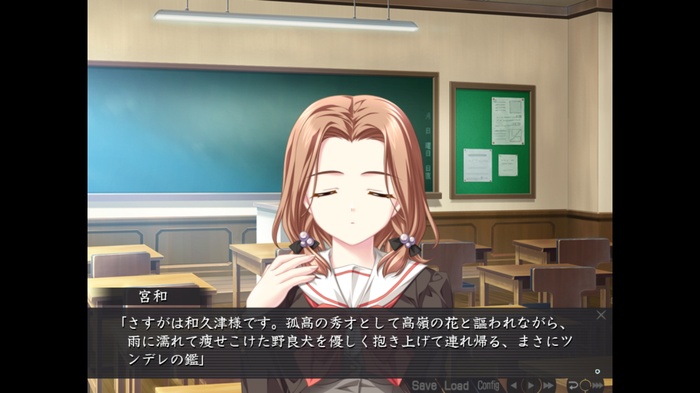 宮和
「さすがは和久津様です。孤高の秀才として高嶺の花と謳われながら、
雨に濡れて痩せこけた野良犬を優しく抱き上げて連れ帰る、まさにツ
ンデレの鑑」
Save Load Config